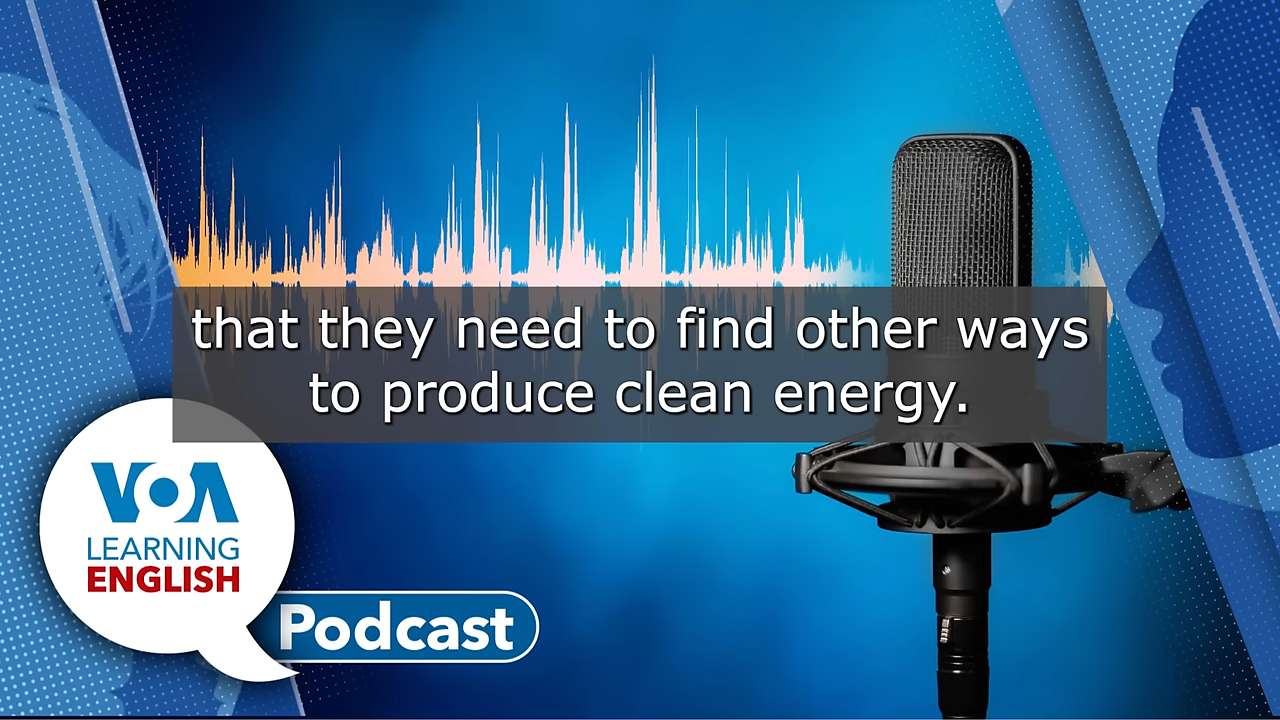 that they need to find other ways
to produce clean energy.
VOA
LEARNING
ENGLISH
Podcast